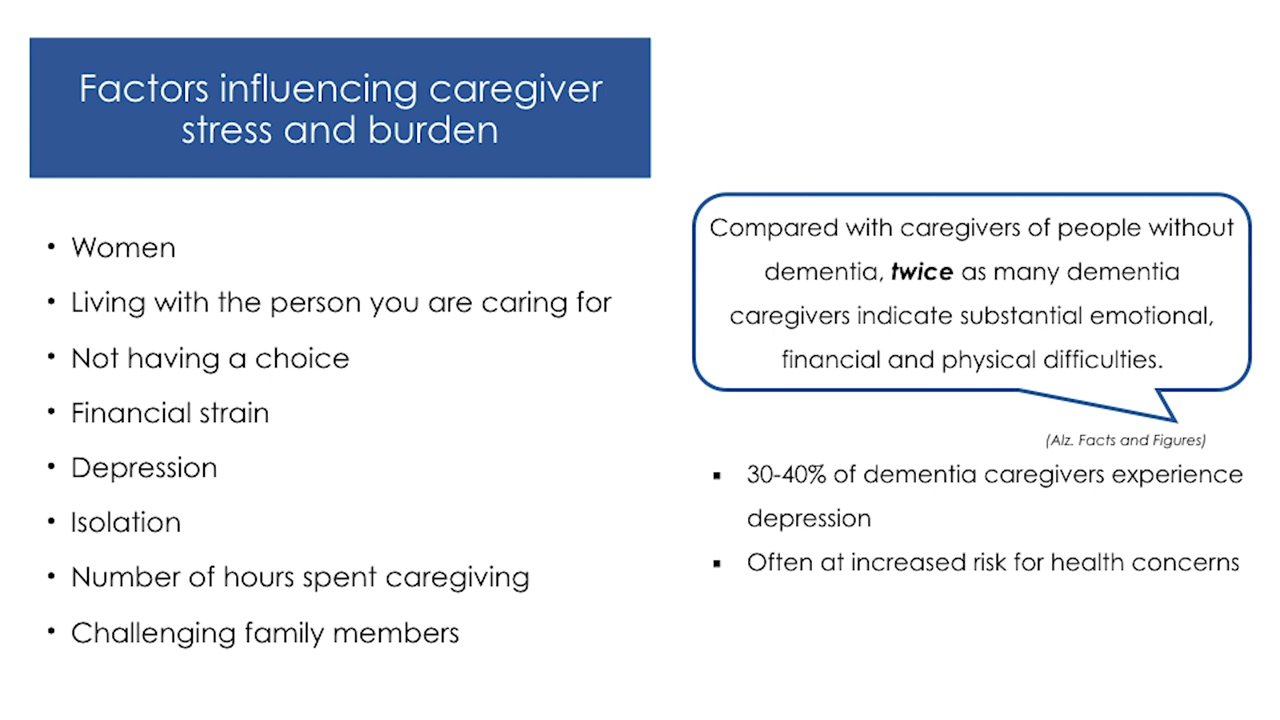 Factors influencing caregiver
stress and burden
• Women
• Living with the person you are caring for
• Not having a choice
• Financial strain
• Depression
• Isolation
• Number of hours spent caregiving
• Challenging family members
Compared with caregivers of people without
dementia, twice as many dementia
caregivers indicate substantial emotional,
financial and physical difficulties.
(Alz. Facts and Figures)
▪ 30-40% of dementia caregivers experience
depression
▪ Often at increased risk for health concerns